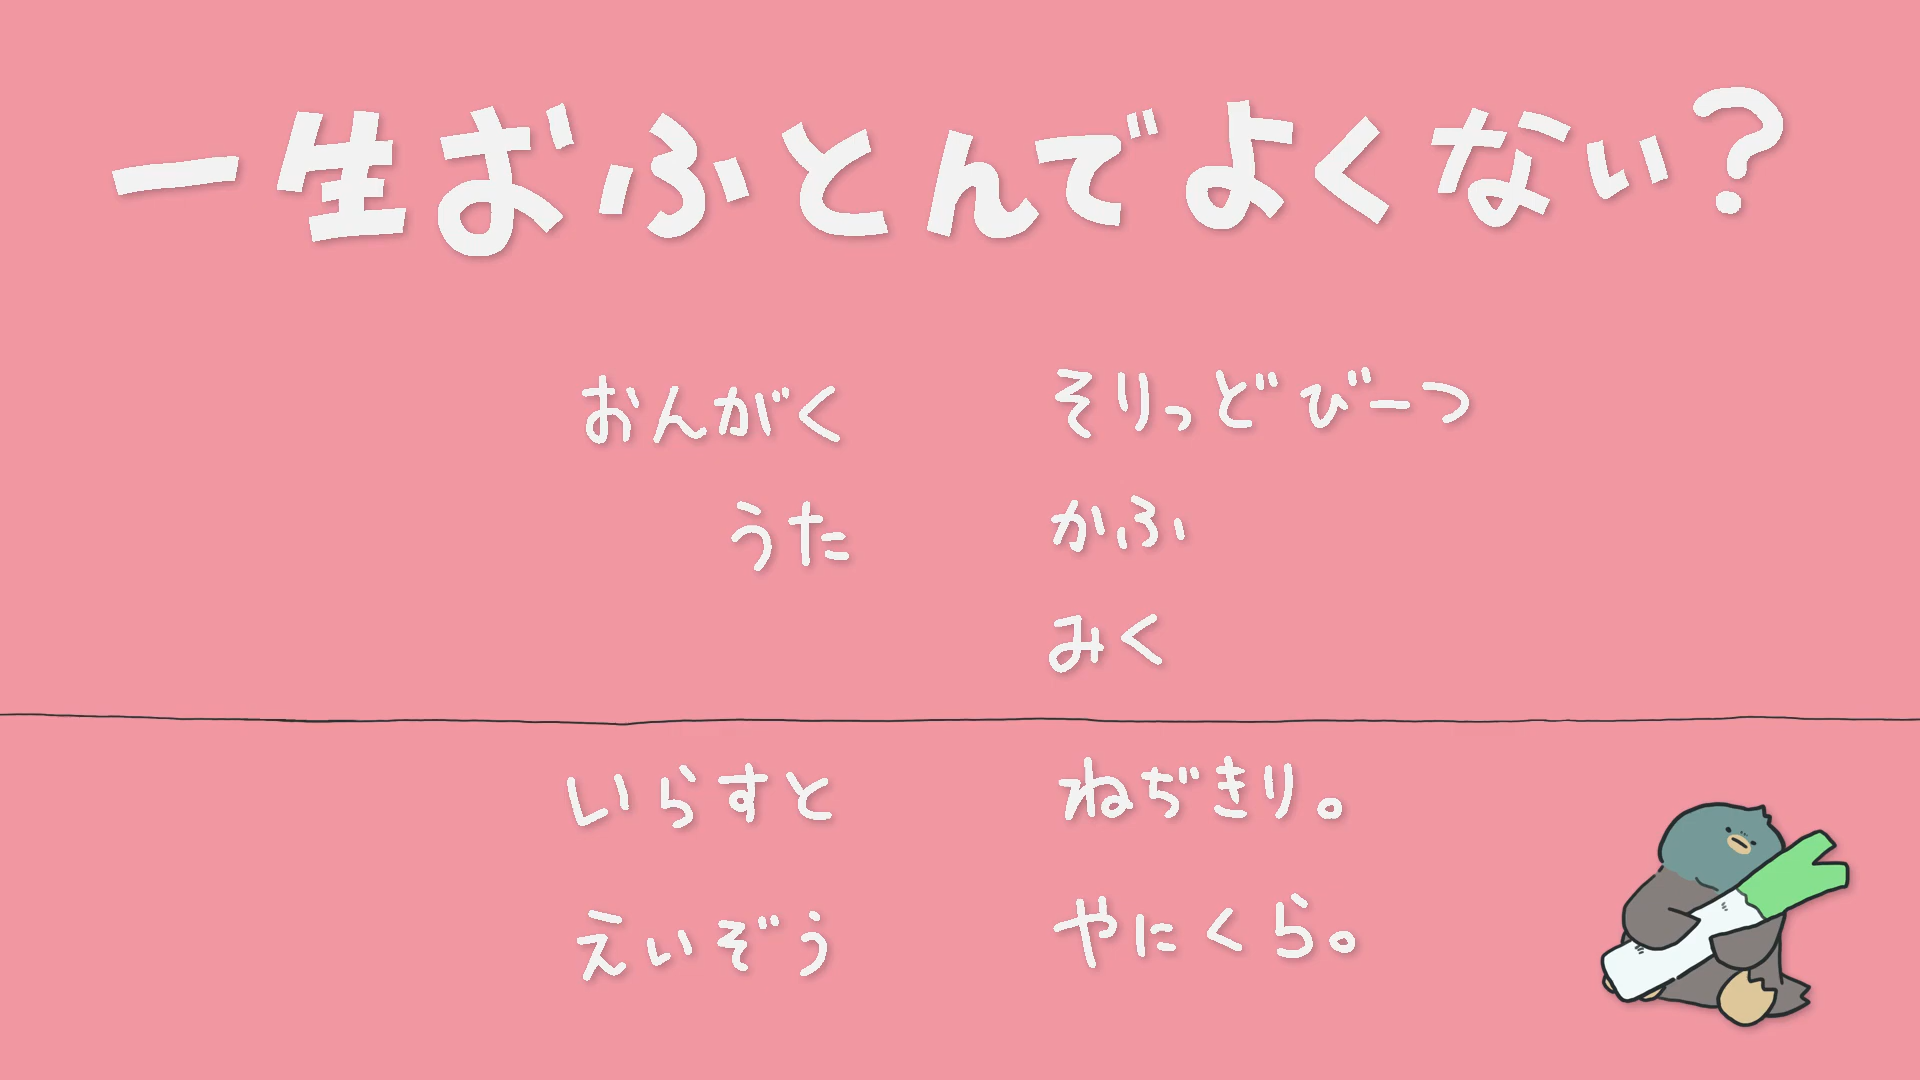 一生おふとんでよくない？
おんがく　そりっどびーつ
うた　かふ
みく
いらすと　ねぢきり。
えいぞう　やにくら。